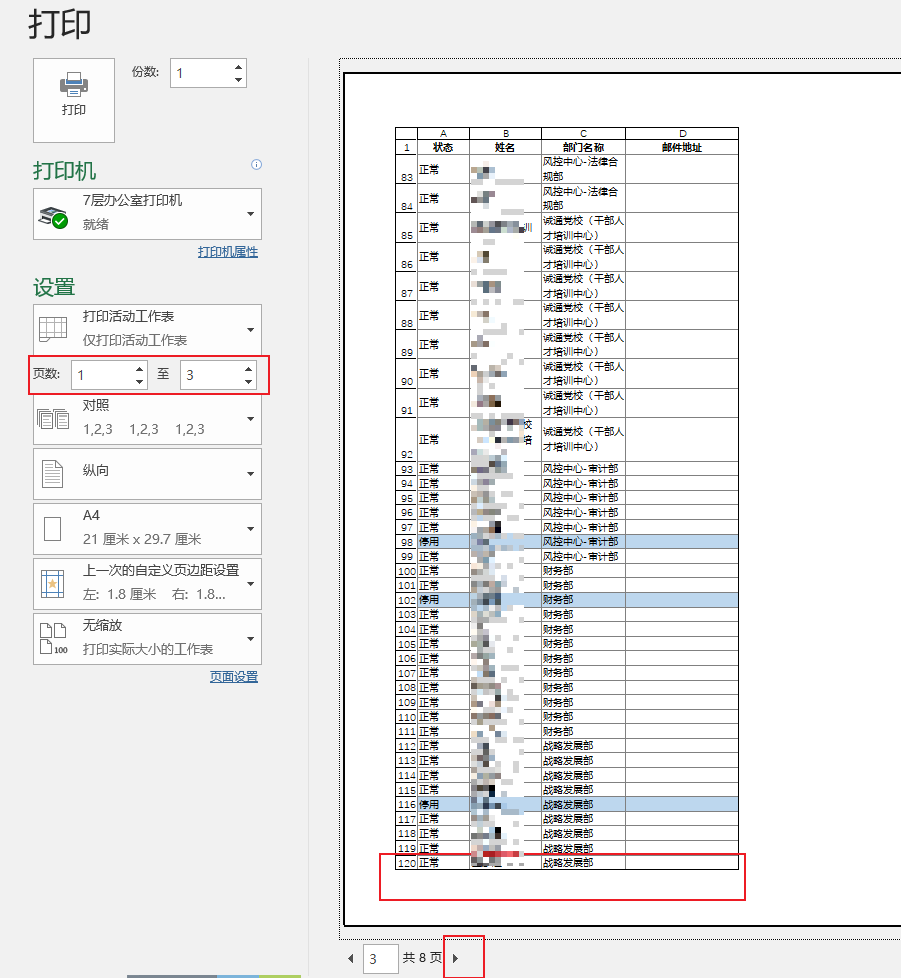 打印
份数: 1
打印
打印机
7层办公室打印机
就绪
打印机属性
设置
打印活动工作表
仅打印活动工作表
页数: 1 至 3
对照
1,2,3 1,2,3 1,2,3
纵向
A4
21 厘米 x 29.7 厘米
上一次的自定义页边距设置
左: 1.8 厘米 右: 1.8...
无缩放
100
打印实际大小的工作表
页面设置
A B C D
1 状态 姓名 部门名称 邮件地址
83 正常 风控中心-法律合
规部
84 正常 风控中心-法律合
规部
85 正常 诚通党校（干部人
才培训中心）
86 正常 诚通党校（干部人
才培训中心）
87 正常 诚通党校（干部人
才培训中心）
88 正常 诚通党校（干部人
才培训中心）
89 正常 诚通党校（干部人
才培训中心）
90 正常 诚通党校（干部人
才培训中心）
91 正常 诚通党校（干部人
才培训中心）
92 正常 诚通党校（干部人
才培训中心）
93 正常 风控中心-审计部
94 正常 风控中心-审计部
95 正常 风控中心-审计部
96 正常 风控中心-审计部
97 正常 风控中心-审计部
98 停用 风控中心-审计部
99 正常 风控中心-审计部
100 正常 财务部
101 正常 财务部
102 停用 财务部
103 正常 财务部
104 正常 财务部
105 正常 财务部
106 正常 财务部
107 正常 财务部
108 正常 财务部
109 正常 财务部
110 正常 财务部
111 正常 财务部
112 正常 战略发展部
113 正常 战略发展部
114 正常 战略发展部
115 正常 战略发展部
116 停用 战略发展部
117 正常 战略发展部
118 正常 战略发展部
119 正常 战略发展部
120 正常 战略发展部
3 共 8 页